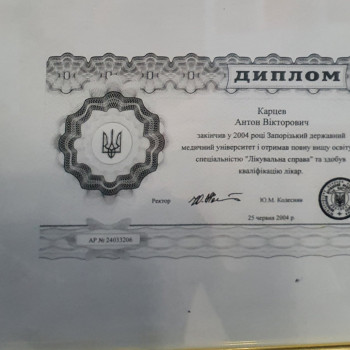 ДИПЛОМ
Карцев
Антон Вікторович
закінчив у 2004 році Запорізький державний
медичний університет і отримав повну вищу освіту
спеціальністю "Лікувальна справа" та здобув
кваліфікацію лікар.
Ректор
Ю.М. Колесник
25 червня 2004 р.
АР № 24033206